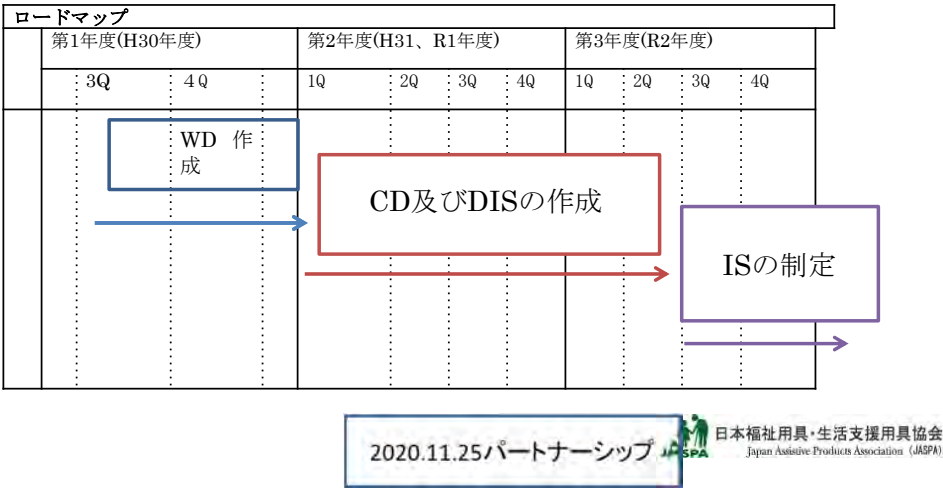 ロードマップ
第1年度(H30年度) 第2年度(H31、R1年度) 第3年度(R2年度)
3Q 4Q 1Q 2Q 3Q 4Q 1Q 2Q 3Q 4Q
WD 作
成
CD及びDISの作成
ISの制定
2020.11.25パートナーシップ
JASPA
日本福祉用具・生活支援用具協会
Japan Assistive Products Association (JASPA)